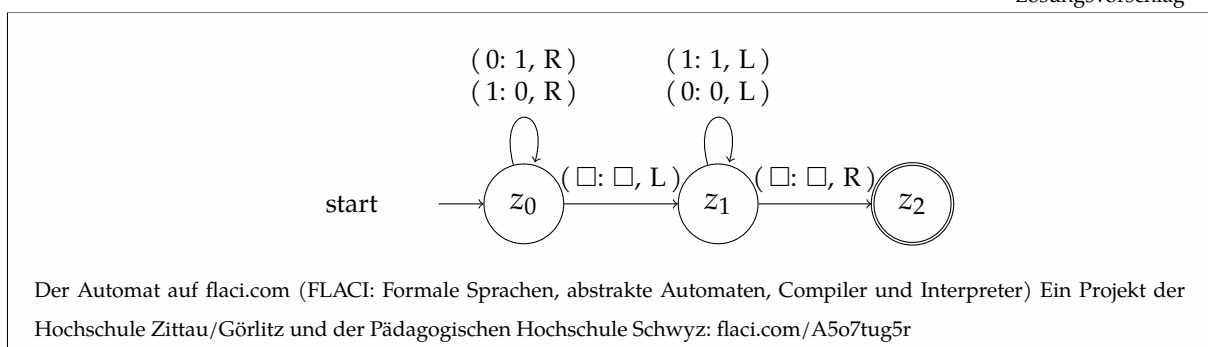 ( 0: 1, R ) ( 1: 1, L )
( 1: 0, R ) ( 0: 0, L )
( □: □, L ) ( □: □, R )
start z0 z1 z2
Der Automat auf flaci.com (FLACI: Formale Sprachen, abstrakte Automaten, Compiler und Interpreter) Ein Projekt der
Hochschule Zittau/Görlitz und der Pädagogischen Hochschule Schwyz: flaci.com/A5o7tug5r